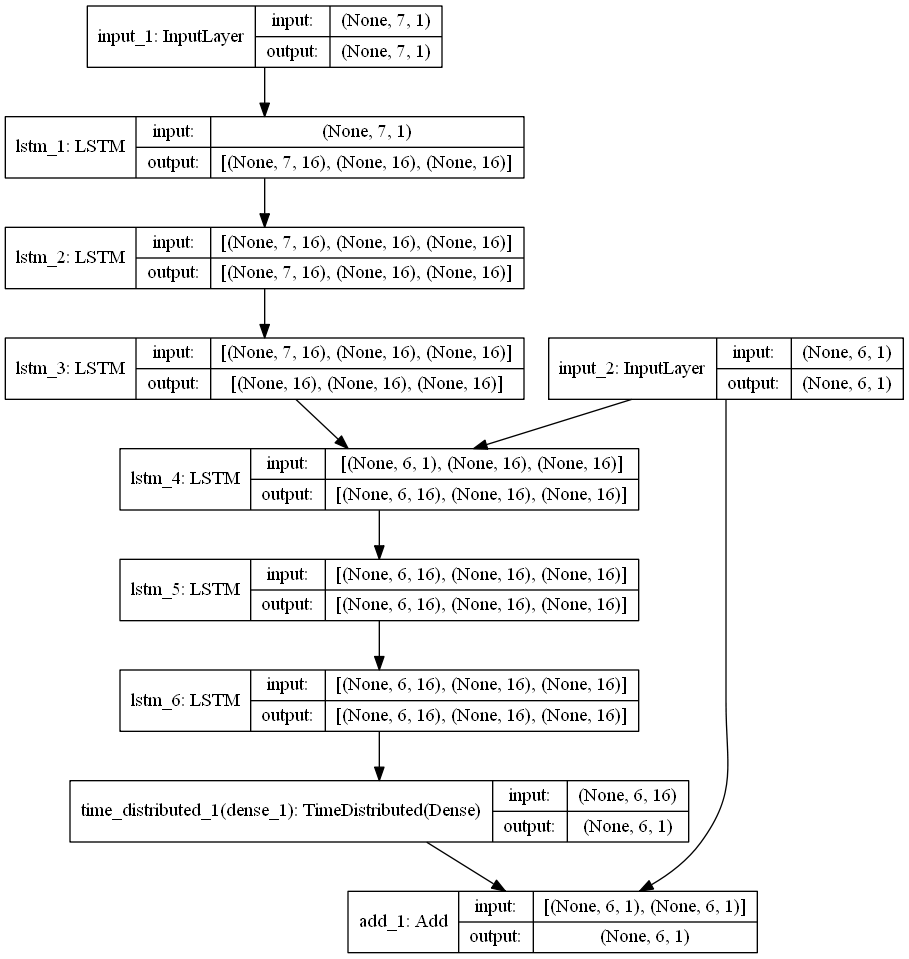 input_1: InputLayer
input: (None, 7, 1)
output: (None, 7, 1)
lstm_1: LSTM
input: (None, 7, 1)
output: [(None, 7, 16), (None, 16), (None, 16)]
lstm_2: LSTM
input: [(None, 7, 16), (None, 16), (None, 16)]
output: [(None, 7, 16), (None, 16), (None, 16)]
lstm_3: LSTM
input: [(None, 7, 16), (None, 16), (None, 16)]
output: [(None, 16), (None, 16), (None, 16)]
input_2: InputLayer
input: (None, 6, 1)
output: (None, 6, 1)
lstm_4: LSTM
input: [(None, 6, 1), (None, 16), (None, 16)]
output: [(None, 6, 16), (None, 16), (None, 16)]
lstm_5: LSTM
input: [(None, 6, 16), (None, 16), (None, 16)]
output: [(None, 6, 16), (None, 16), (None, 16)]
lstm_6: LSTM
input: [(None, 6, 16), (None, 16), (None, 16)]
output: [(None, 6, 16), (None, 16), (None, 16)]
time_distributed_1(dense_1): TimeDistributed(Dense)
input: (None, 6, 16)
output: (None, 6, 1)
add_1: Add
input: [(None, 6, 1), (None, 6, 1)]
output: (None, 6, 1)